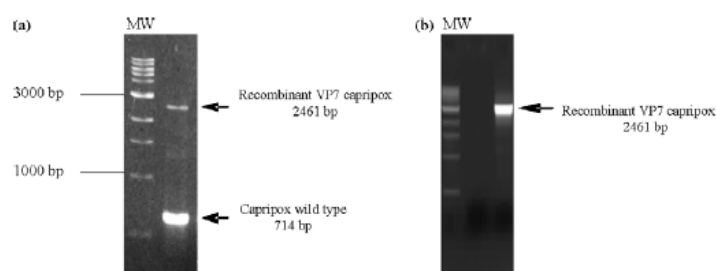 (a)
MW
3000 bp
1000 bp
Recombinant VP7 capripox
2461 bp
Capripox wild type
714 bp
(b)
MW
Recombinant VP7 capripox
2461 bp